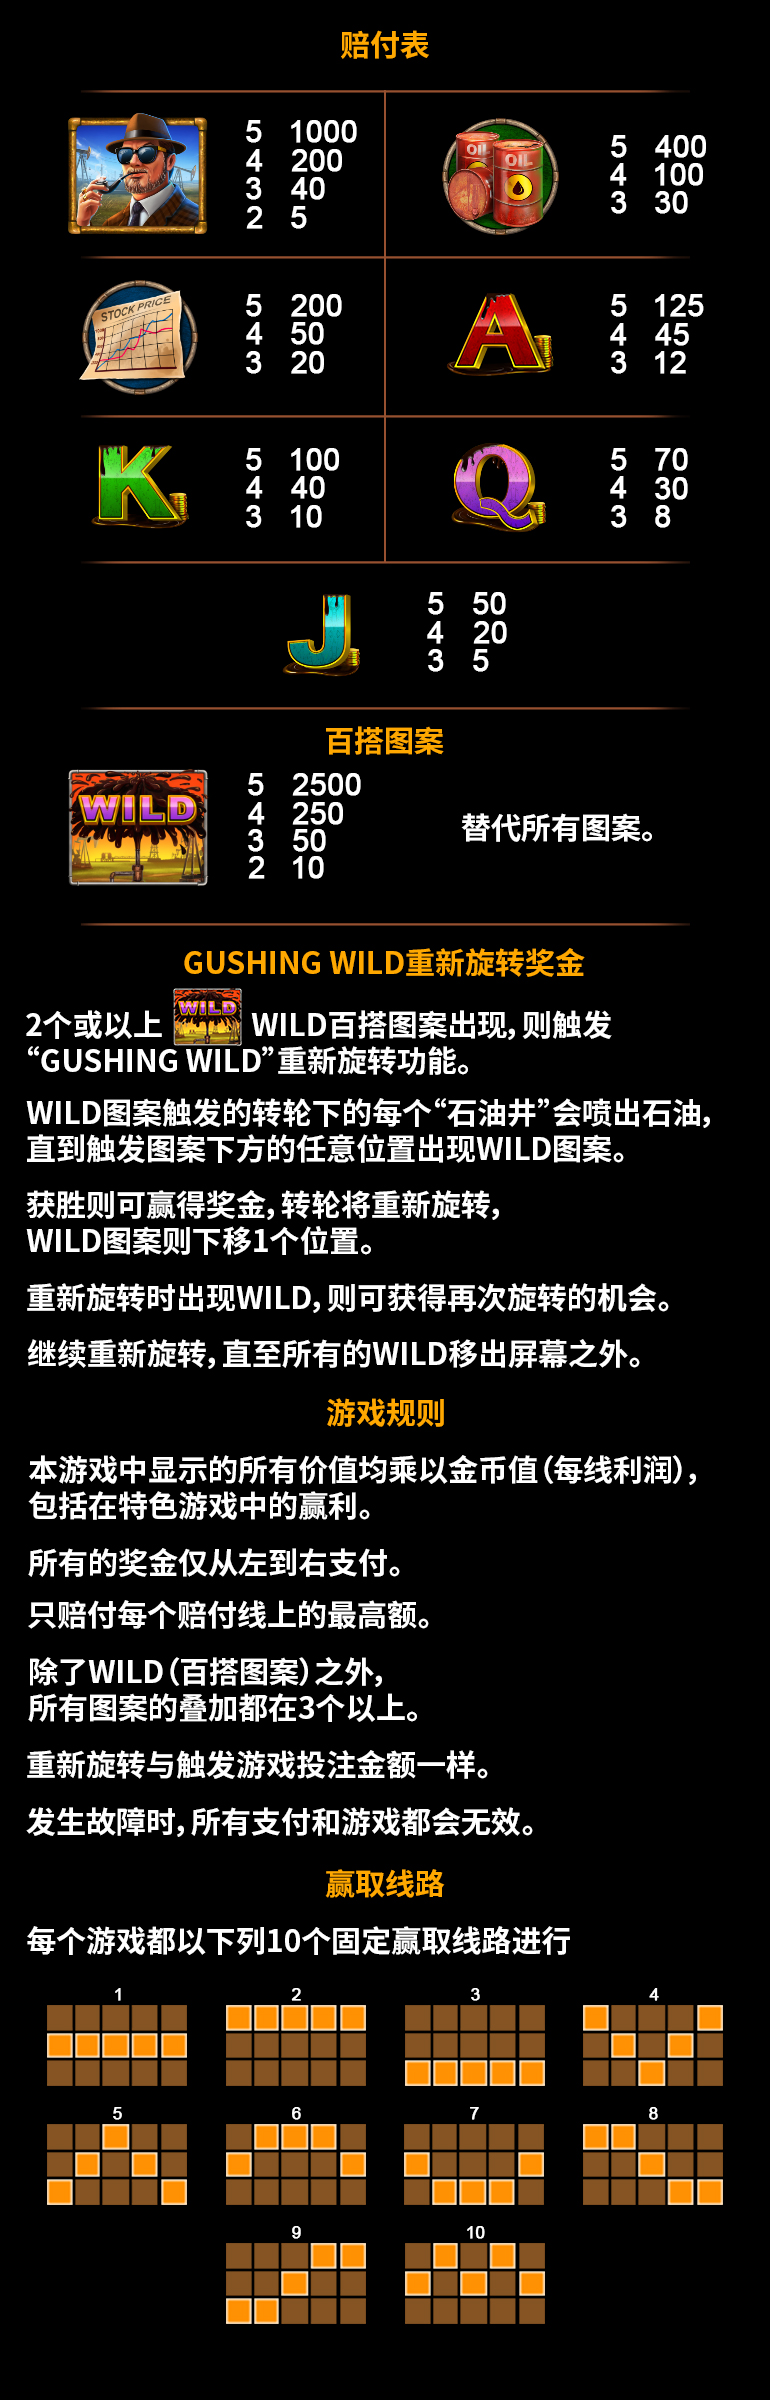 赔付表
5 1000
4 200
3 40
2 5
OIL
OIL
5 400
4 100
3 30
STOCK PRICE
5 200
4 50
3 20
A
5 125
4 45
3 12
K
5 100
4 40
3 10
Q
5 70
4 30
3 8
J
5 50
4 20
3 5
百搭图案
WILD
5 2500
4 250
3 50
2 10
替代所有图案。
GUSHING WILD重新旋转奖金
2个或以上 WILD WILD百搭图案出现，则触发
“GUSHING WILD”重新旋转功能。
WILD图案触发的转轮下的每个“石油井”会喷出石油，
直到触发图案下方的任意位置出现WILD图案。
获胜则可赢得奖金，转轮将重新旋转，
WILD图案则下移1个位置。
重新旋转时出现WILD，则可获得再次旋转的机会。
继续重新旋转，直至所有的WILD移出屏幕之外。
游戏规则
本游戏中显示的所有价值均乘以金币值（每线利润），
包括在特色游戏中的赢利。
所有的奖金仅从左到右支付。
只赔付每个赔付线上的最高额。
除了WILD（百搭图案）之外，
所有图案的叠加都在3个以上。
重新旋转与触发游戏投注金额一样。
发生故障时，所有支付和游戏都会无效。
赢取线路
每个游戏都以下列10个固定赢取线路进行
1 2 3 4
5 6 7 8
9 10